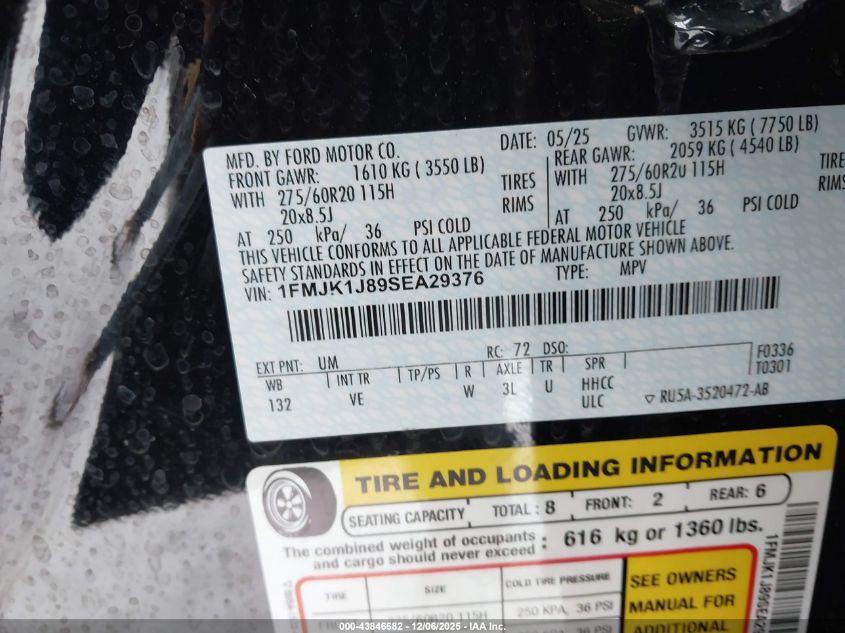 MFD. BY FORD MOTOR CO. DATE: 05/25 GVWR: 3515 KG ( 7750 LB)
FRONT GAWR: 1610 KG ( 3550 LB) REAR GAWR: 2059 KG ( 4540 LB)
WITH 275/60R20 115H TIRES WITH 275/60R20 115H TIRE
20x8.5J RIMS 20x8.5J RIMS
AT 250 kPa/ 36 PSI COLD AT 250 kPa/ 36 PSI COLD
THIS VEHICLE CONFORMS TO ALL APPLICABLE FEDERAL MOTOR VEHICLE
SAFETY STANDARDS IN EFFECT ON THE DATE OF MANUFACTURE SHOWN ABOVE.
VIN: 1FMJK1J89SEA29376 TYPE: MPV
EXT PNT: UM RC: 72 DSO: F0336
WB INT TR TP/PS R AXLE TR SPR T0301
132 VE W 3L U HHCC
ULC ▽ RU5A-3520472-AB
TIRE AND LOADING INFORMATION
SEATING CAPACITY TOTAL : 8 FRONT: 2 REAR: 6
The combined weight of occupants
and cargo should never exceed : 616 kg or 1360 lbs.
TIRE SIZE COLD TIRE PRESSURE SEE OWNERS
275/60R20 115H 250 KPA, 36 PSI MANUAL FOR
ADDITIONAL
000-43846682 - 12/06/2025 - IAA Inc.